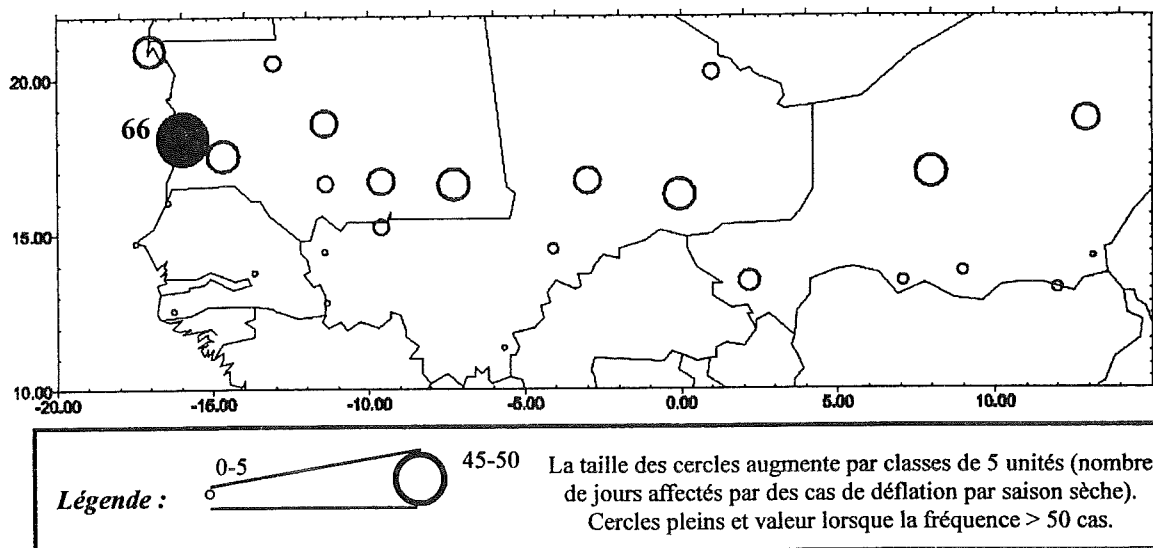 20.00
66
15.00
10.00
-20.00 -15.00 -10.00 -5.00 0.00 5.00 10.00
0-5 45-50 La taille des cercles augmente par classes de 5 unités (nombre
Légende : de jours affectés par des cas de déflation par saison sèche).
Cercles pleins et valeur lorsque la fréquence > 50 cas.